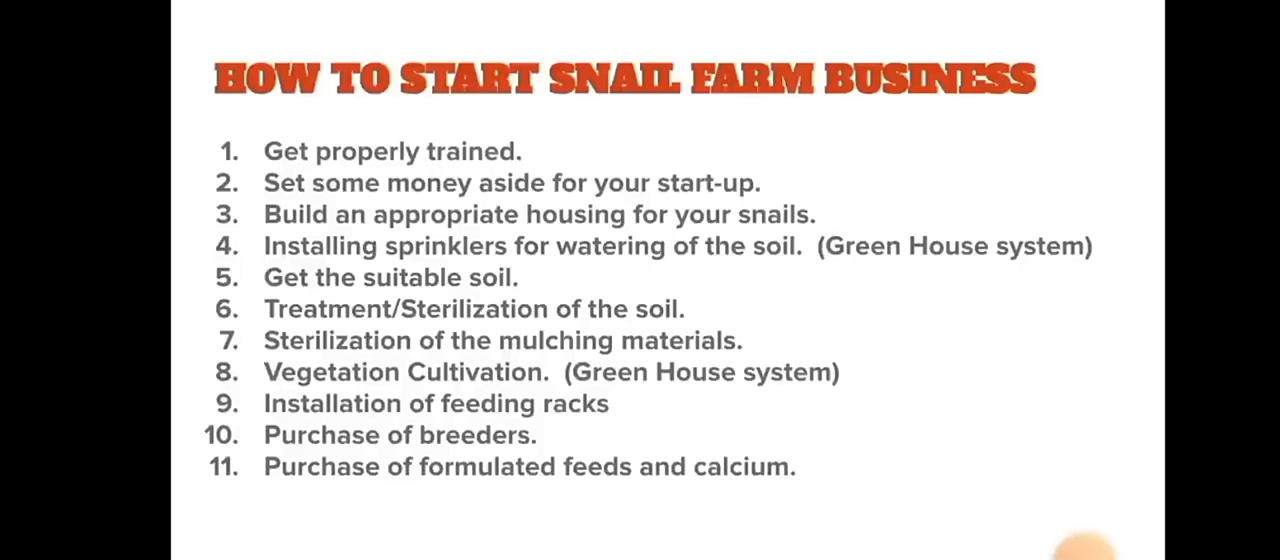 HOW TO START SNAIL FARM BUSINESS
1. Get properly trained.
2. Set some money aside for your start-up.
3. Build an appropriate housing for your snails.
4. Installing sprinklers for watering of the soil. (Green House system)
5. Get the suitable soil.
6. Treatment/Sterilization of the soil.
7. Sterilization of the mulching materials.
8. Vegetation Cultivation. (Green House system)
9. Installation of feeding racks
10. Purchase of breeders.
11. Purchase of formulated feeds and calcium.